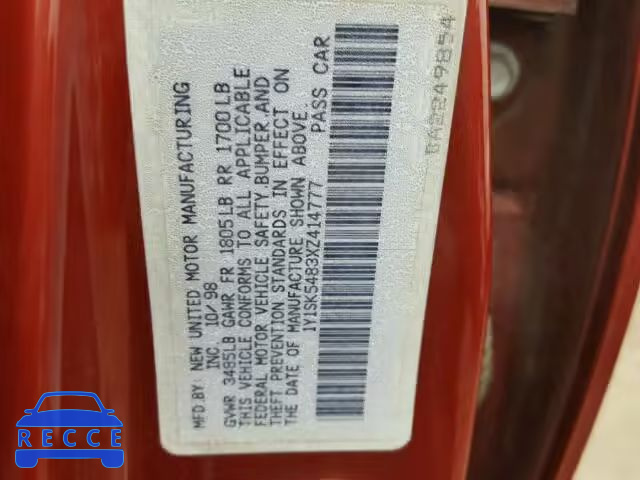 MFD.BY NEW UNITED MOTOR MANUFACTURING
INC 10/98
GVWR 3485LB GAWR FR 1805LB RR 1700LB
THIS VEHICLE CONFORMS TO ALL APPLICABLE
FEDERAL MOTOR VEHICLE SAFETY,BUMPER,AND
THEFT PREVENTION STANDARDS IN EFFECT ON
THE DATE OF MANUFACTURE SHOWN ABOVE.
1Y1SK5483XZ414777 PASS CAR
DA2249854
RECCE